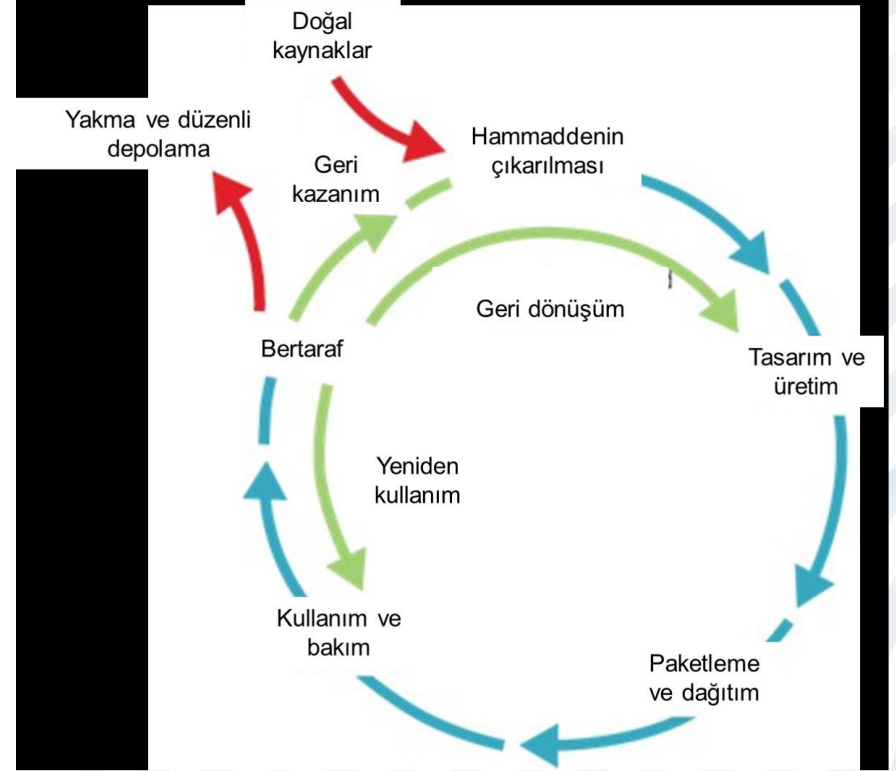 Doğal
kaynaklar
Yakma ve düzenli
depolama
Geri
kazanım
Hammaddenin
çıkarılması
Geri dönüşüm
Bertaraf
Tasarım ve
üretim
Yeniden
kullanım
Kullanım ve
bakım
Paketleme
ve dağıtım